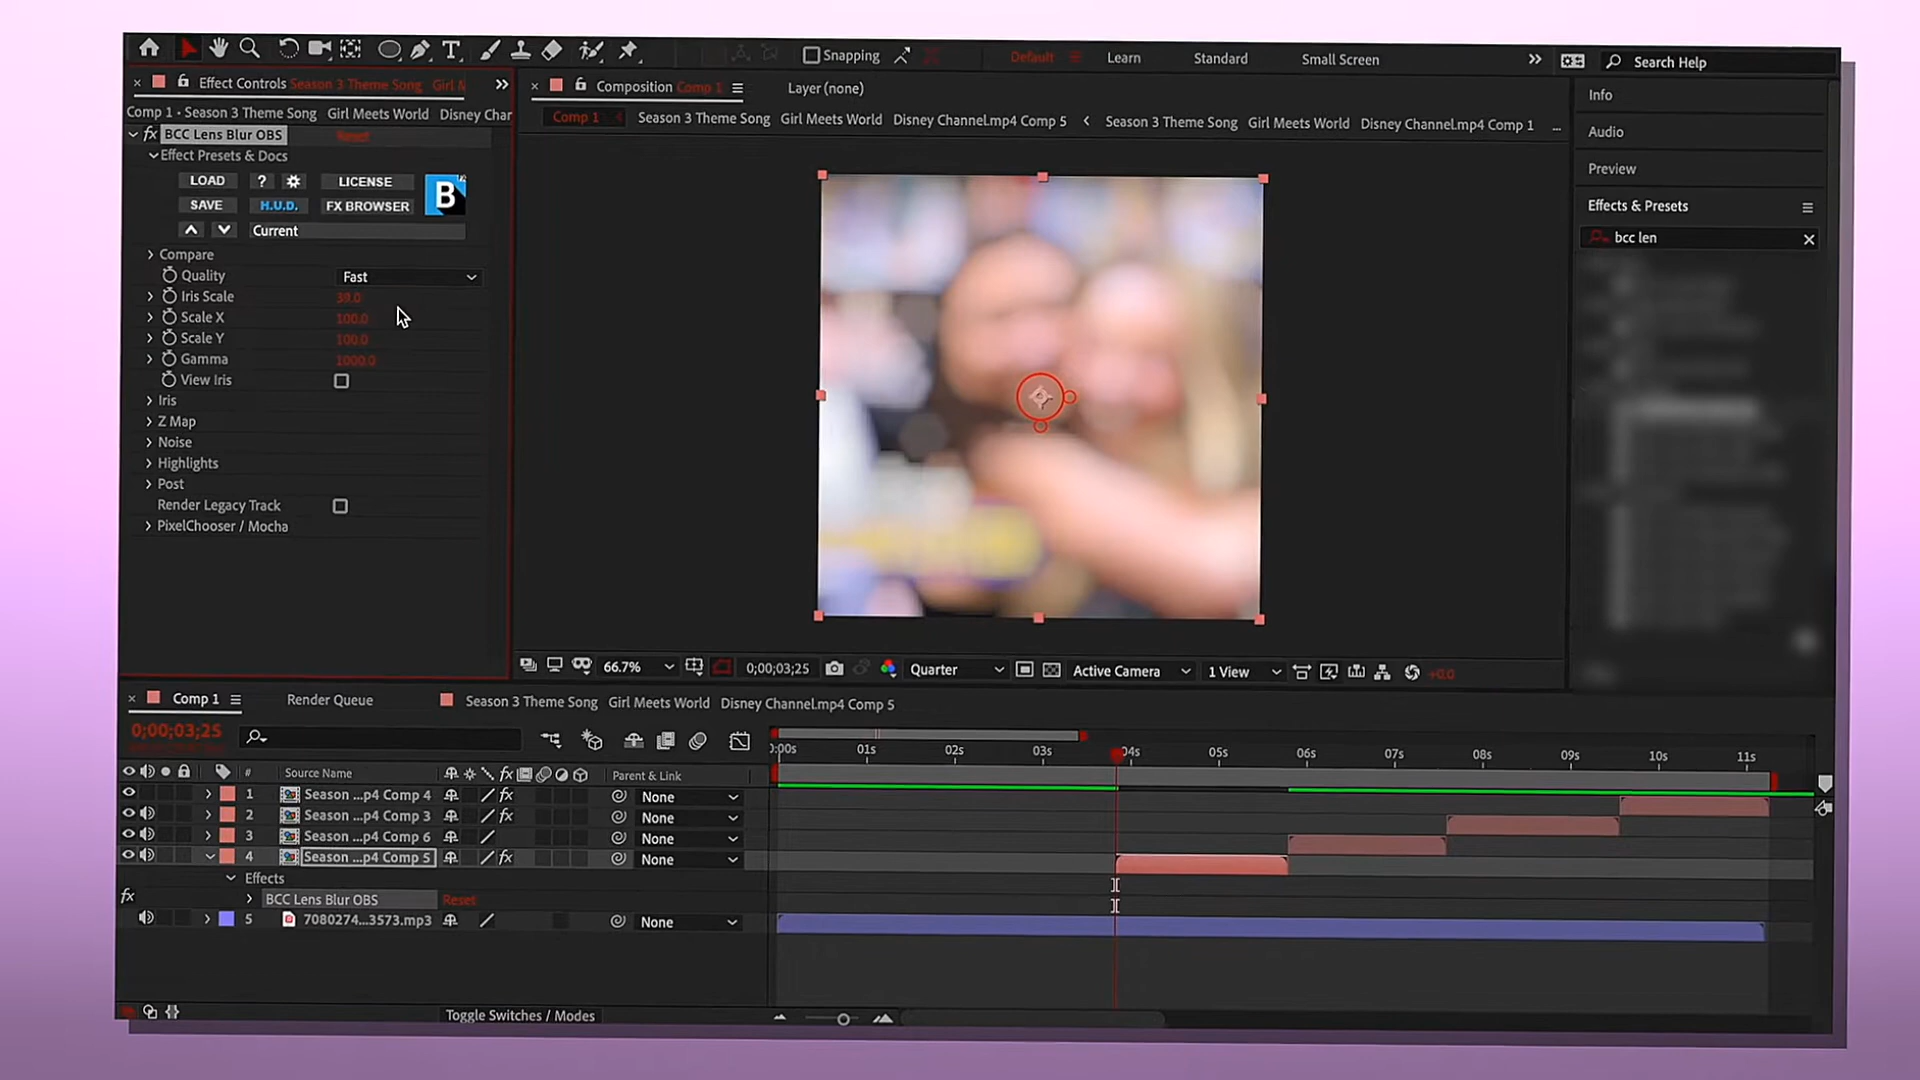 Snapping
Default
Learn
Standard
Small Screen
Search Help
Effect Controls Season 3 Theme Song Girl M
Composition Comp 1
Layer (none)
Info
Comp 1 • Season 3 Theme Song Girl Meets World Disney Char
Comp 1
Season 3 Theme Song Girl Meets World Disney Channel.mp4 Comp 5
Season 3 Theme Song Girl Meets World Disney Channel.mp4 Comp 1 ...
Audio
BCC Lens Blur OBS
Reset
Effect Presets & Docs
Preview
LOAD
?
LICENSE
B
SAVE
H.U.D.
FX BROWSER
Effects & Presets
Current
bcc len
Compare
Quality
Fast
Iris Scale
39.0
Scale X
100.0
Scale Y
100.0
Gamma
1000.0
View Iris
Iris
Z Map
Noise
Highlights
Post
Render Legacy Track
PixelChooser / Mocha
66.7%
0;00;03;25
Quarter
Active Camera
1 View
+0.0
Comp 1
Render Queue
Season 3 Theme Song Girl Meets World Disney Channel.mp4 Comp 5
0;00;03;25
0:00s
01s
02s
03s
04s
05s
06s
07s
08s
09s
10s
11s
#
Source Name
fx
Parent & Link
1 Season ...p4 Comp 4 fx None
2 Season ...p4 Comp 3 fx None
3 Season ...p4 Comp 6 None
4 Season ...p4 Comp 5 fx None
Effects
fx BCC Lens Blur OBS Reset
5 7080274...3573.mp3 None
Toggle Switches / Modes